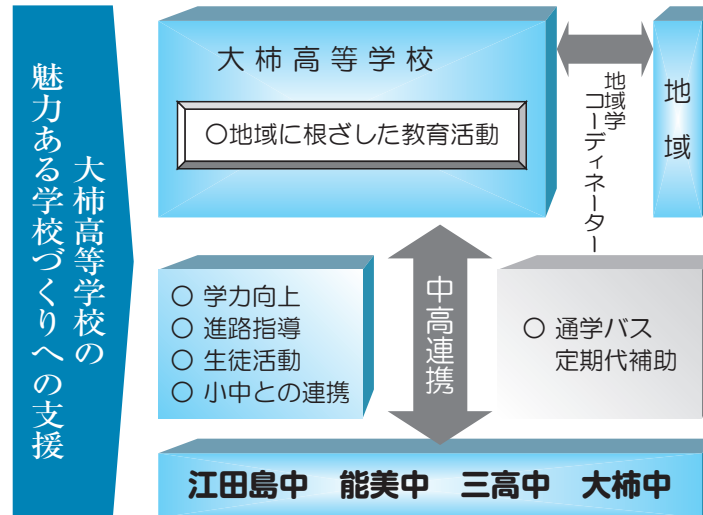 大柿高等学校の
魅力ある学校づくりへの支援
大柿高等学校
○地域に根ざした教育活動
地域学
コーディネーター
地域
○ 学力向上
○ 進路指導
○ 生徒活動
○ 小中との連携
中高連携
○ 通学バス
定期代補助
江田島中 能美中 三高中 大柿中